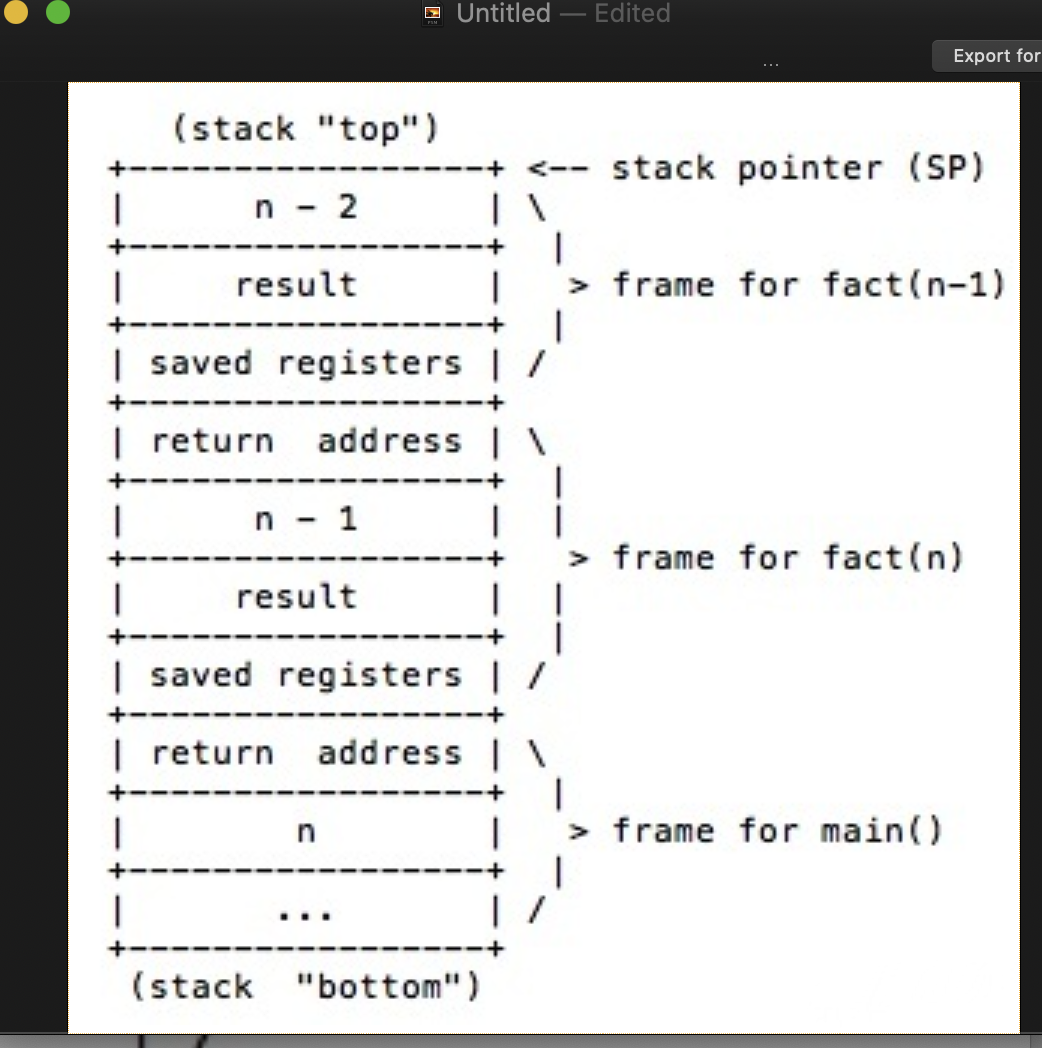 Untitled — Edited
...
Export for
(stack "top")
+-----------------+ <-- stack pointer (SP)
|      n - 2      | \
+-----------------+  |
|     result      |   > frame for fact(n-1)
+-----------------+  |
| saved registers | /
+-----------------+
| return  address | \
+-----------------+  |
|      n - 1      |  |
+-----------------+   > frame for fact(n)
|     result      |  |
+-----------------+  |
| saved registers | /
+-----------------+
| return  address | \
+-----------------+  |
|        n        |   > frame for main()
+-----------------+  |
|       ...       | /
+-----------------+
(stack  "bottom")